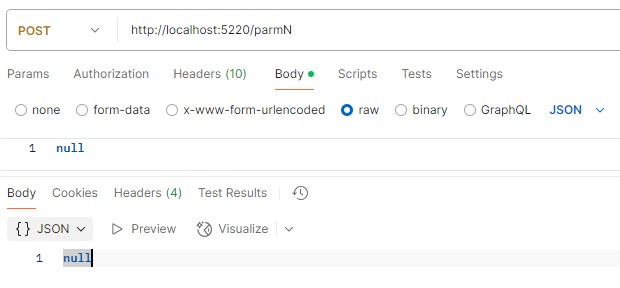 POST http://localhost:5220/parmN
Params Authorization Headers (10) Body Scripts Tests Settings
none form-data x-www-form-urlencoded raw binary GraphQL JSON
1 null
Body Cookies Headers (4) Test Results
{} JSON Preview Visualize
1 null